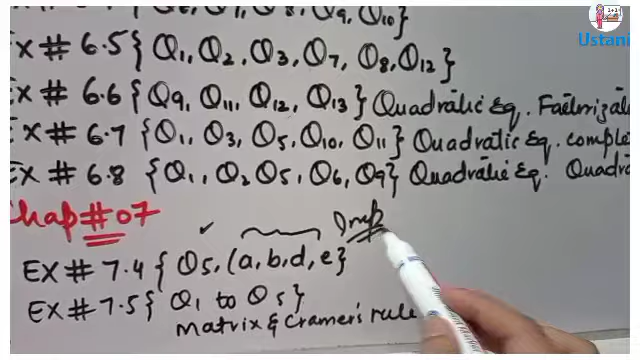 Q9, Q10}
Ustani
Ex # 6.5 { Q1, Q2, Q3, Q7, Q8, Q12}
Ex # 6.6 { Q9, Q11, Q12, Q13} Quadratic Eq. Factorizati
Ex # 6.7 { Q1, Q3, Q5, Q10, Q11} Quadratic Eq. comple
Ex # 6.8 { Q1, Q2 Q5, Q6, Q9} Quadratic Eq. Quadra
Chap # 07
Imp
Ex # 7.4 { Q5, (a, b, d, e}
Ex # 7.5 { Q1 to Q5}
Matrix & Cramer's rule